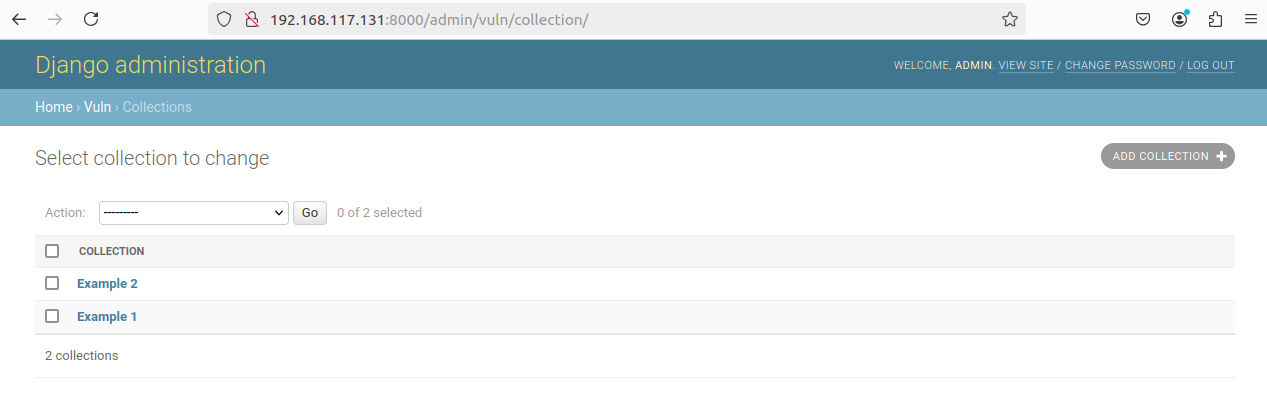 192.168.117.131:8000/admin/vuln/collection/
Django administration
WELCOME, ADMIN. VIEW SITE / CHANGE PASSWORD / LOG OUT
Home › Vuln › Collections
Select collection to change
ADD COLLECTION +
Action: --------- Go 0 of 2 selected
COLLECTION
Example 2
Example 1
2 collections